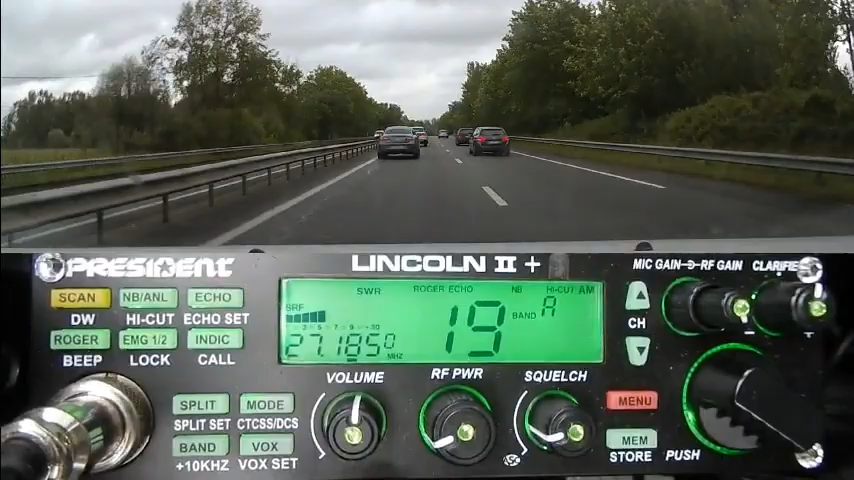 PRESIDENT
LINCOLN II +
MIC GAIN RF GAIN CLARIFIE
SCAN NB/ANL ECHO
DW HI-CUT ECHO SET
ROGER EMG 1/2 INDIC
BEEP LOCK CALL
SWR ROGER ECHO NB HI-CUT AM
SRF
19 BAND A
27.1850 MHZ
CH
VOLUME RF PWR SQUELCH
SPLIT MODE
SPLIT SET CTCSS/DCS
BAND VOX
+10KHZ VOX SET
MENU
MEM
STORE PUSH
ASC